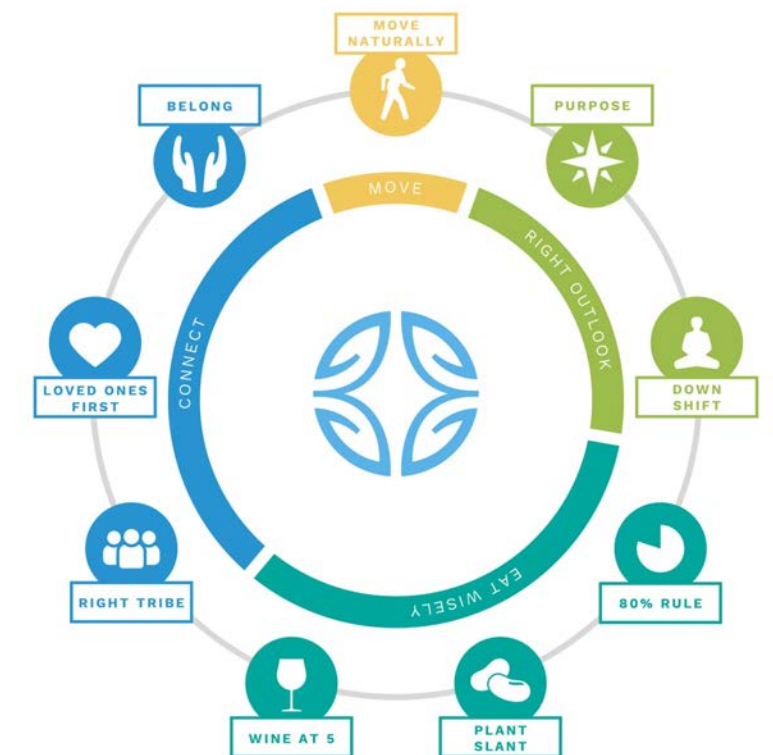 MOVE
NATURALLY
BELONG
PURPOSE
MOVE
RIGHT OUTLOOK
CONNECT
LOVED ONES
FIRST
DOWN
SHIFT
EAT WISELY
RIGHT TRIBE
80% RULE
WINE AT 5
PLANT
SLANT